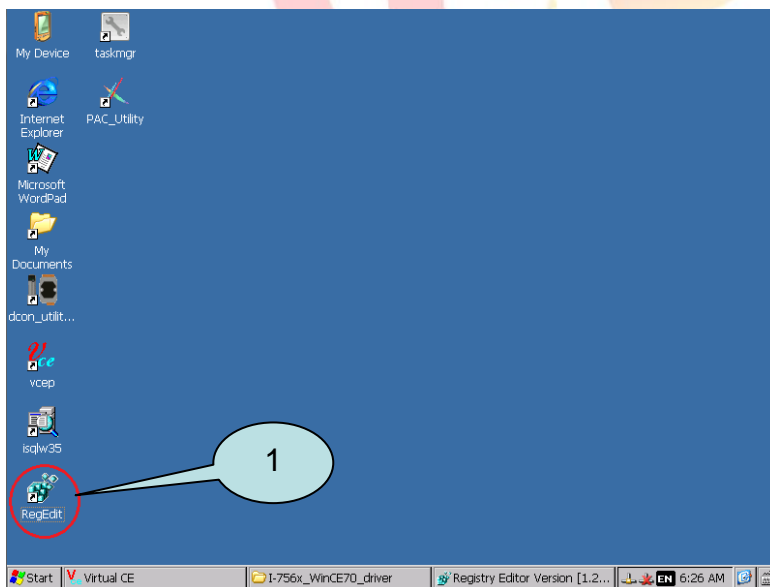 My Device
taskmgr
Internet
Explorer
PAC_Utility
Microsoft
WordPad
My
Documents
dcon_utilit...
vcep
isqlw35
RegEdit
1
Start
Virtual CE
I-756x_WinCE70_driver
Registry Editor Version [1.2...
EN
6:26 AM